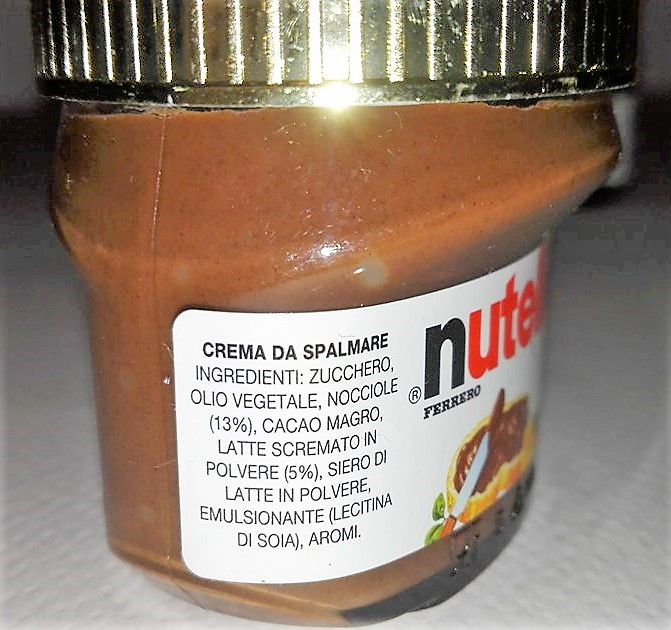 CREMA DA SPALMARE
INGREDIENTI: ZUCCHERO,
OLIO VEGETALE, NOCCIOLE
(13%), CACAO MAGRO,
LATTE SCREMATO IN
POLVERE (5%), SIERO DI
LATTE IN POLVERE,
EMULSIONANTE (LECITINA
DI SOIA), AROMI.
nutel
® FERRERO